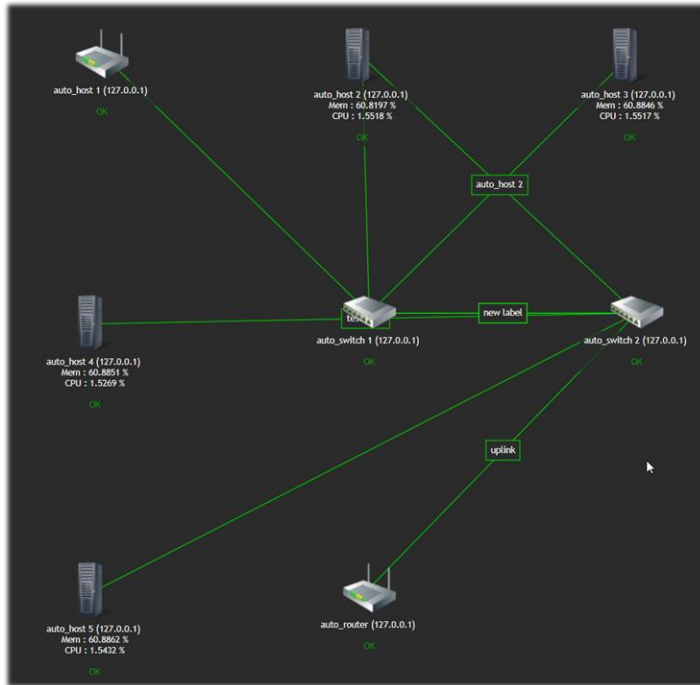 auto_host 1 (127.0.0.1)
OK
auto_host 2 (127.0.0.1)
Mem : 60.8197 %
CPU : 1.5518 %
OK
auto_host 3 (127.0.0.1)
Mem : 60.8846 %
CPU : 1.5517 %
OK
auto_host 2
new label
auto_switch 1 (127.0.0.1)
OK
auto_switch 2 (127.0.0.1)
OK
auto_host 4 (127.0.0.1)
Mem : 60.8851 %
CPU : 1.5269 %
OK
uplink
auto_host 5 (127.0.0.1)
Mem : 60.8862 %
CPU : 1.5432 %
OK
auto_router (127.0.0.1)
OK